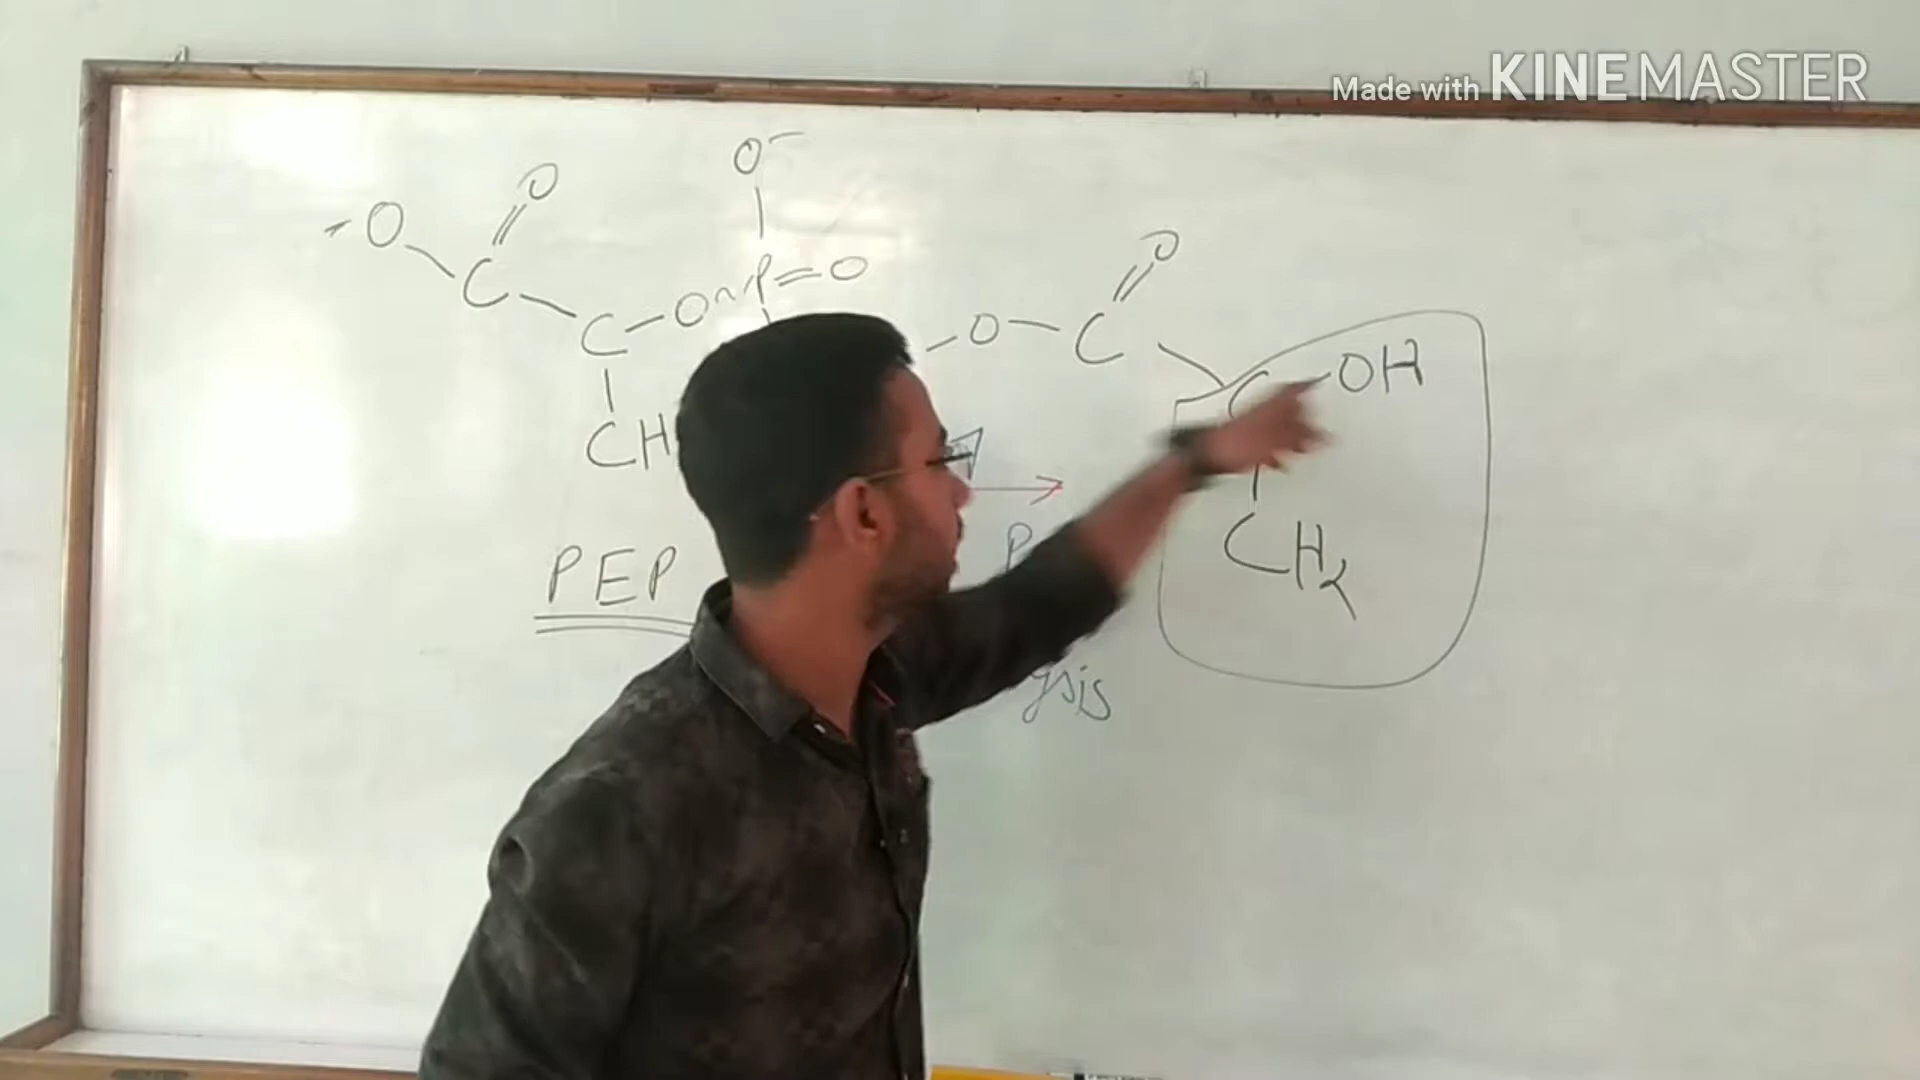 Made with KINEMASTER
O⁻
-O C O
P=O
C-O~P
-O-C O
C-OH
CH
CH₂
PEP
P
ysis